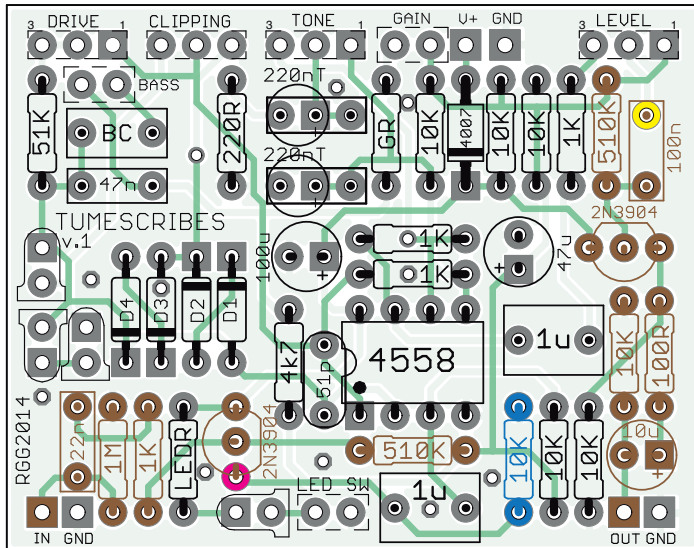 3 DRIVE 1 CLIPPING TONE GAIN V+ GND LEVEL
3 1 3 1
BASS 220nT
51K BC 220R GR 10K 4007 10K 10K 1K 510K 100n
47n 220nT
TUMESCRIBES 2N3904
v.1 100u + 1K 47u +
1K
D4 D3 D2 D1
4k7 51p 4558 1u 10K 100R
RGG2014 22n 1M 1K LEDR 2N3904 510K 10K 10K 10K 10u +
LED SW 1u
IN GND OUT GND